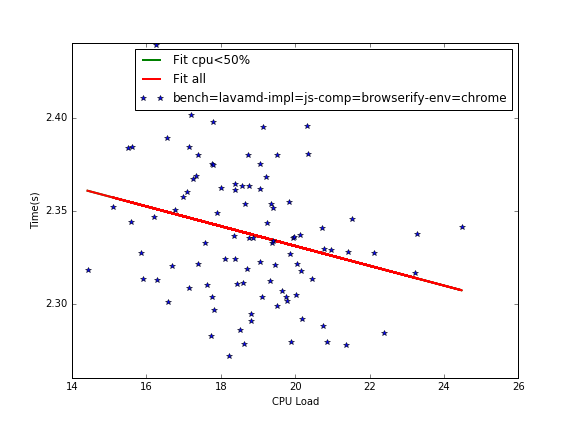 Fit cpu<50%
Fit all
bench=lavamd-impl=js-comp=browserify-env=chrome
2.40
2.35
2.30
Time(s)
14
16
18
20
22
24
26
CPU Load